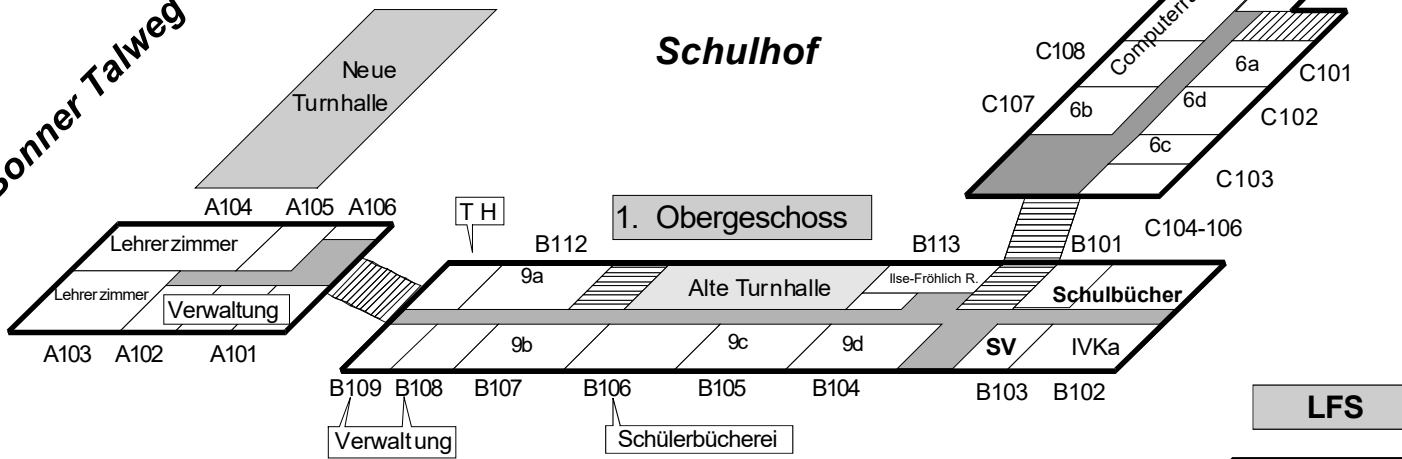 Bonner Talweg
Neue
Turnhalle
Schulhof
C108
C107
6b
6a
6d
6c
C101
C102
C103
C104-106
A104
A105
A106
Lehrerzimmer
Lehrerzimmer
Verwaltung
A103
A102
A101
T H
1. Obergeschoss
B112
B113
B101
9a
Alte Turnhalle
Ilse-Fröhlich R.
Schulbücher
9b
9c
9d
SV
IVKa
B109
B108
B107
B106
B105
B104
B103
B102
Verwaltung
Schülerbücherei
LFS